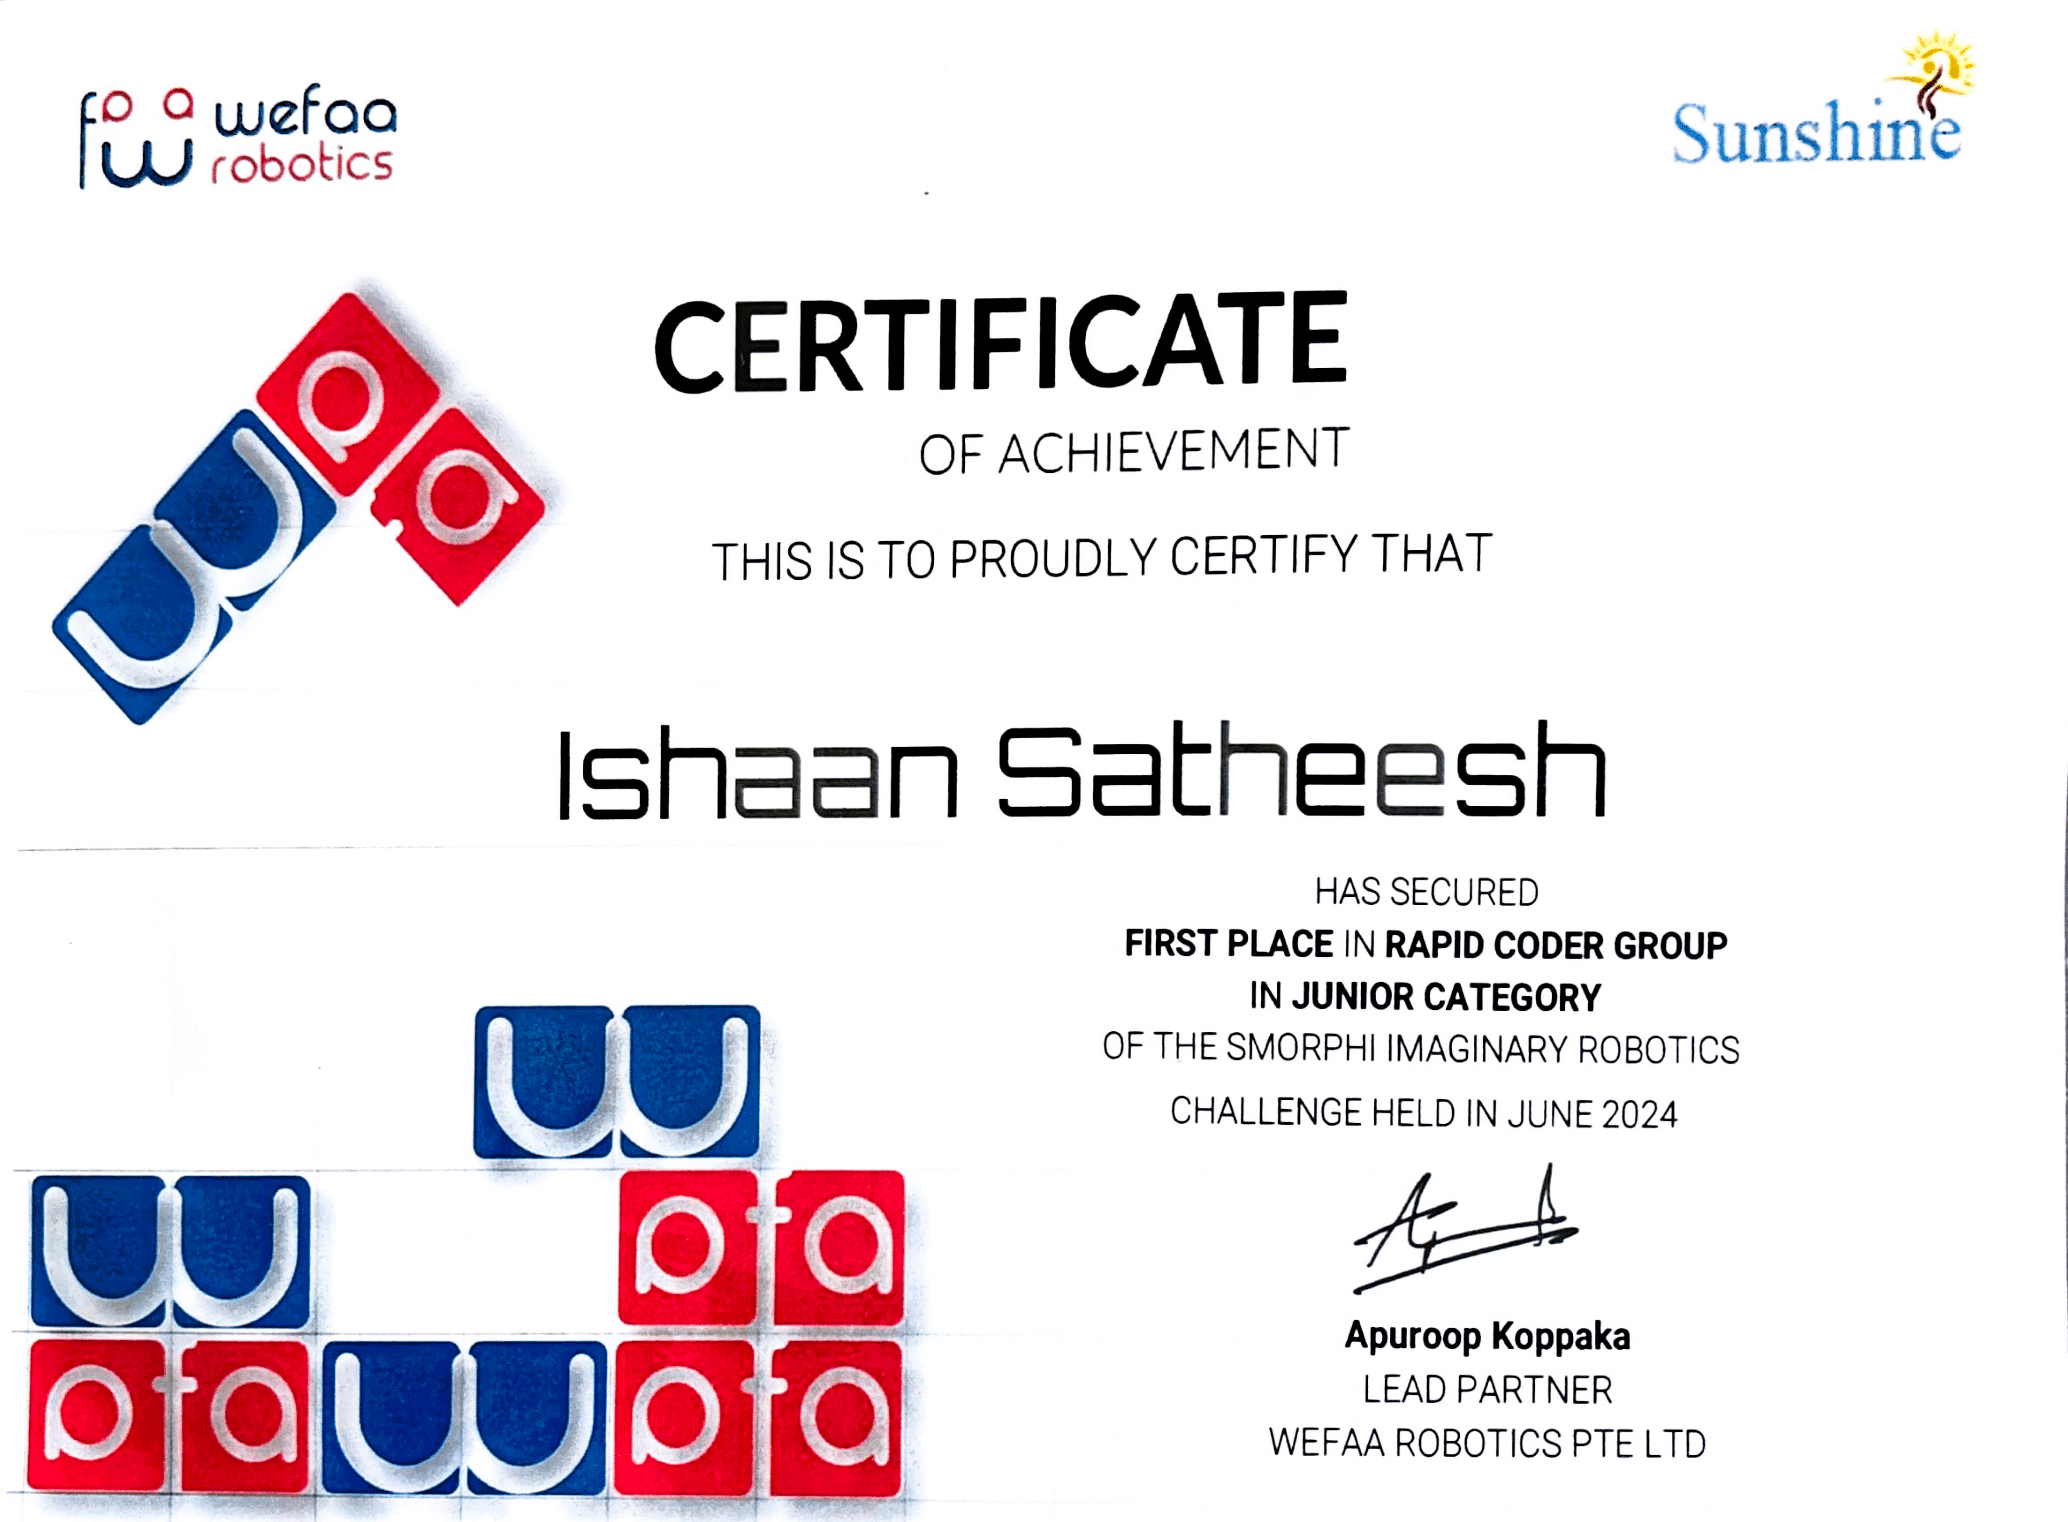 wefaa
robotics
Sunshine
CERTIFICATE
OF ACHIEVEMENT
THIS IS TO PROUDLY CERTIFY THAT
Ishaan Satheesh
HAS SECURED
FIRST PLACE IN RAPID CODER GROUP
IN JUNIOR CATEGORY
OF THE SMORPHI IMAGINARY ROBOTICS
CHALLENGE HELD IN JUNE 2024
Apuroop Koppaka
LEAD PARTNER
WEFAA ROBOTICS PTE LTD